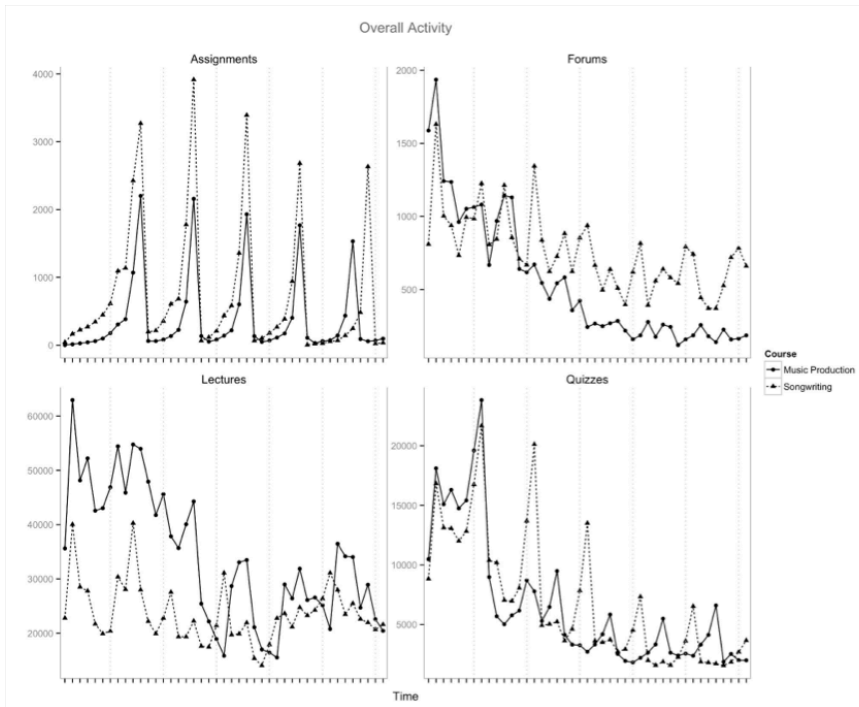 Overall Activity
Assignments
4000
3000
2000
1000
0
Forums
2000
1500
1000
500
Course
Music Production
Songwriting
Lectures
60000
50000
40000
30000
20000
Quizzes
20000
15000
10000
5000
Time